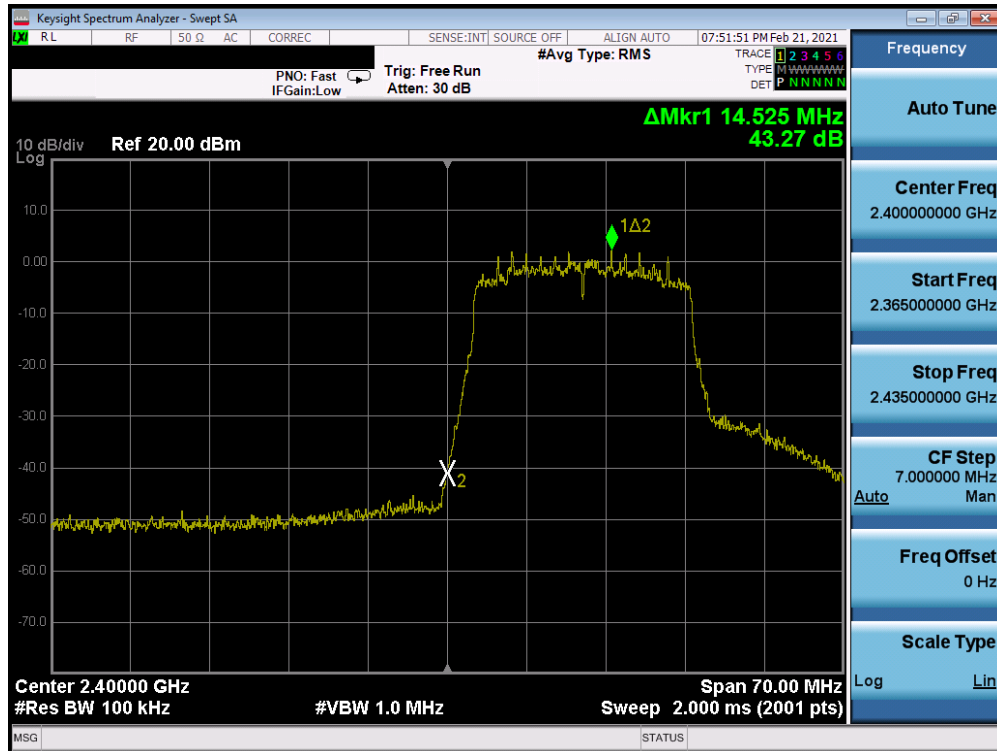 Keysight Spectrum Analyzer - Swept SA
LXI RL RF 50 Ω AC CORREC SENSE:INT SOURCE OFF ALIGN AUTO 07:51:51 PM Feb 21, 2021
#Avg Type: RMS
TRACE 1 2 3 4 5 6
TYPE M W W W W W
DET P N N N N N
PNO: Fast
IFGain:Low
Trig: Free Run
Atten: 30 dB
ΔMkr1 14.525 MHz
43.27 dB
10 dB/div
Log
Ref 20.00 dBm
10.0
0.00
-10.0
-20.0
-30.0
-40.0
-50.0
-60.0
-70.0
1Δ2
2
Center 2.40000 GHz
Span 70.00 MHz
#Res BW 100 kHz
#VBW 1.0 MHz
Sweep 2.000 ms (2001 pts)
MSG
STATUS
Frequency
Auto Tune
Center Freq
2.400000000 GHz
Start Freq
2.365000000 GHz
Stop Freq
2.435000000 GHz
CF Step
7.000000 MHz
Auto Man
Freq Offset
0 Hz
Scale Type
Log Lin